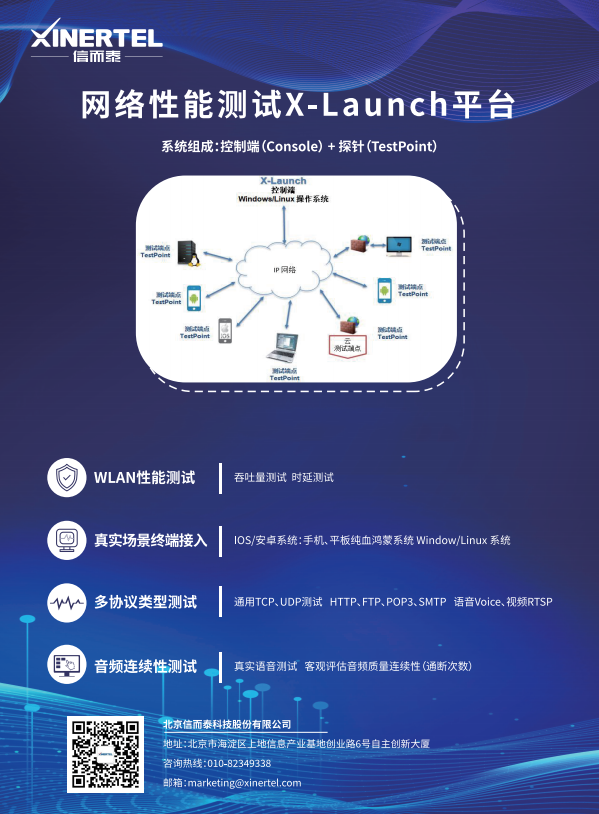 XINERTEL
信而泰
网络性能测试X-Launch平台
系统组成：控制端（Console）+ 探针（TestPoint）
X-Launch
控制端
Windows/Linux 操作系统
测试端点
TestPoint
测试端点
TestPoint
IP 网络
测试端点
TestPoint
测试端点
TestPoint
测试端点
TestPoint
iOS
云
测试端点
测试端点
TestPoint
测试端点
TestPoint
WLAN性能测试
吞吐量测试 时延测试
真实场景终端接入
IOS/安卓系统：手机、平板纯血鸿蒙系统 Window/Linux 系统
多协议类型测试
通用TCP、UDP测试 HTTP、FTP、POP3、SMTP 语音Voice、视频RTSP
音频连续性测试
真实语音测试 客观评估音频质量连续性（通断次数）
XINERTEL
北京信而泰科技股份有限公司
地址：北京市海淀区上地信息产业基地创业路6号自主创新大厦
咨询热线：010-82349338
邮箱：marketing@xinertel.com